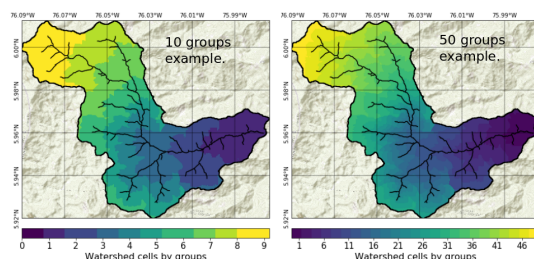 76.09°W 76.07°W 76.05°W 76.03°W 76.01°W 75.99°W
6.00°N
5.98°N
5.96°N
5.94°N
5.92°N
10 groups
example.
0 1 2 3 4 5 6 7 8 9
Watershed cells by groups
76.09°W 76.07°W 76.05°W 76.03°W 76.01°W 75.99°W
6.00°N
5.98°N
5.96°N
5.94°N
5.92°N
50 groups
example.
1 6 11 16 21 26 31 36 41 46
Watershed cells by groups